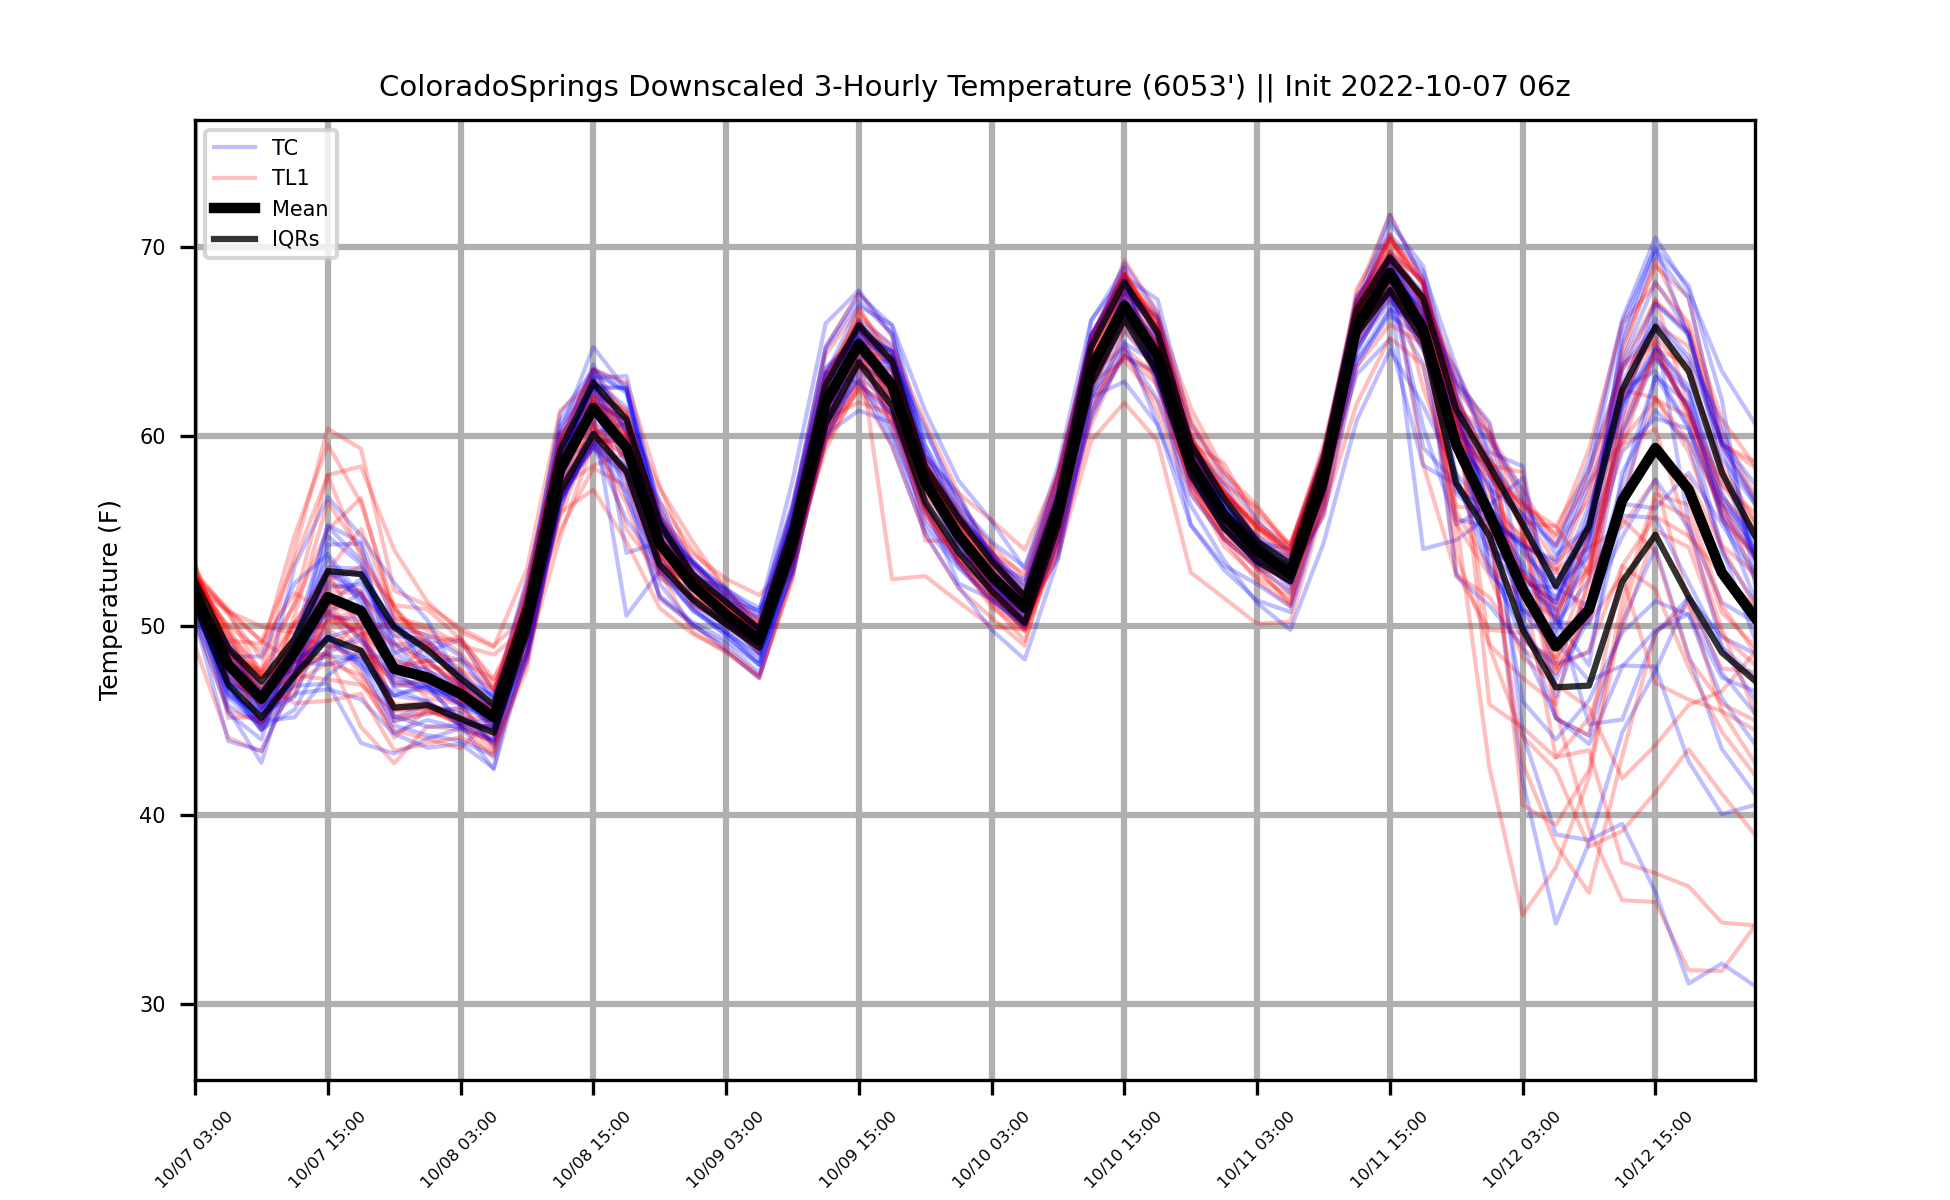 ColoradoSprings Downscaled 3-Hourly Temperature (6053') || Init 2022-10-07 06z
TC
TL1
Mean
IQRs
Temperature (F)
70
60
50
40
30
10/07 03:00
10/07 15:00
10/08 03:00
10/08 15:00
10/09 03:00
10/09 15:00
10/10 03:00
10/10 15:00
10/11 03:00
10/11 15:00
10/12 03:00
10/12 15:00